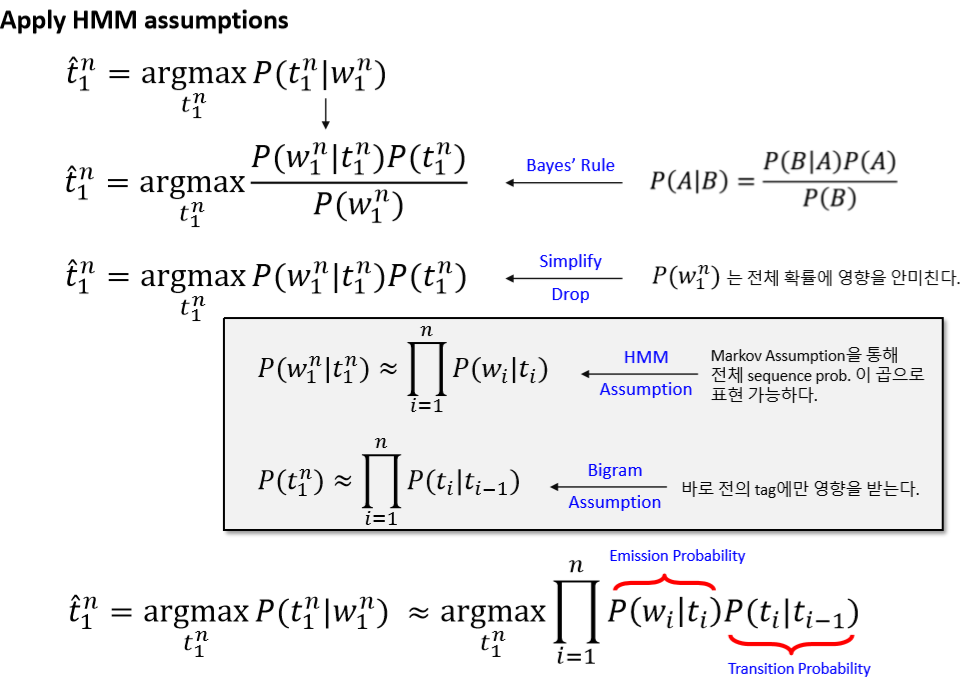 Apply HMM assumptions
$\hat{t}_1^n = \underset{t_1^n}{\operatorname{argmax}} P(t_1^n|w_1^n)$
$\hat{t}_1^n = \underset{t_1^n}{\operatorname{argmax}} \frac{P(w_1^n|t_1^n)P(t_1^n)}{P(w_1^n)}$ Bayes' Rule $P(A|B) = \frac{P(B|A)P(A)}{P(B)}$
$\hat{t}_1^n = \underset{t_1^n}{\operatorname{argmax}} P(w_1^n|t_1^n)P(t_1^n)$
Simplify
Drop
$P(w_1^n)$ 는 전체 확률에 영향을 안미친다.
$P(w_1^n|t_1^n) \approx \prod_{i=1}^{n} P(w_i|t_i)$
HMM
Assumption
Markov Assumption을 통해
전체 sequence prob. 이 곱으로
표현 가능하다.
$P(t_1^n) \approx \prod_{i=1}^{n} P(t_i|t_{i-1})$
Bigram
Assumption
바로 전의 tag에만 영향을 받는다.
Emission Probability
$\hat{t}_1^n = \underset{t_1^n}{\operatorname{argmax}} P(t_1^n|w_1^n) \approx \underset{t_1^n}{\operatorname{argmax}} \prod_{i=1}^{n} P(w_i|t_i)P(t_i|t_{i-1})$
Transition Probability